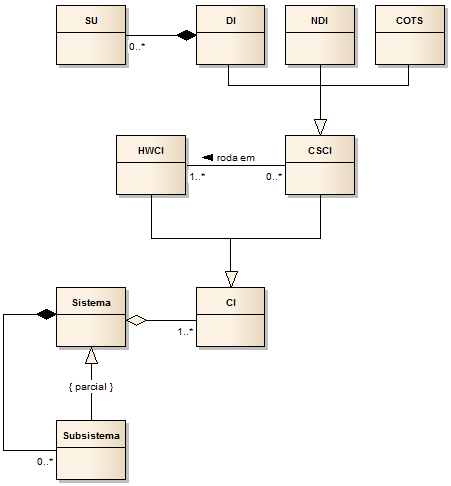 SU
DI
NDI
COTS
0..*
HWCI
roda em
CSCI
1..*
0..*
Sistema
CI
1..*
{ parcial }
Subsistema
0..*